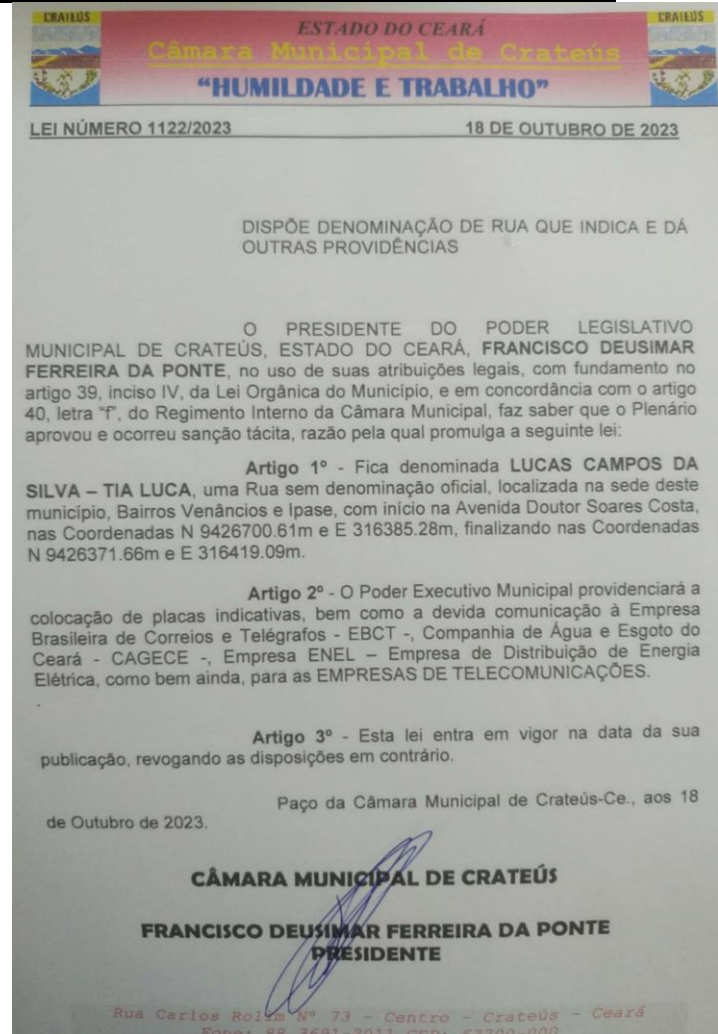 CRATEÚS
ESTADO DO CEARÁ
CRATEÚS
Câmara Municipal de Crateús
“HUMILDADE E TRABALHO”
LEI NÚMERO 1122/2023 18 DE OUTUBRO DE 2023
DISPÕE DENOMINAÇÃO DE RUA QUE INDICA E DÁ
OUTRAS PROVIDÊNCIAS
O PRESIDENTE DO PODER LEGISLATIVO
MUNICIPAL DE CRATEÚS, ESTADO DO CEARÁ, FRANCISCO DEUSIMAR
FERREIRA DA PONTE, no uso de suas atribuições legais, com fundamento no
artigo 39, inciso IV, da Lei Orgânica do Município, e em concordância com o artigo
40, letra “f”, do Regimento Interno da Câmara Municipal, faz saber que o Plenário
aprovou e ocorreu sanção tácita, razão pela qual promulga a seguinte lei:
Artigo 1º - Fica denominada LUCAS CAMPOS DA
SILVA – TIA LUCA, uma Rua sem denominação oficial, localizada na sede deste
município, Bairros Venâncios e Ipase, com início na Avenida Doutor Soares Costa,
nas Coordenadas N 9426700.61m e E 316385.28m, finalizando nas Coordenadas
N 9426371.66m e E 316419.09m.
Artigo 2º - O Poder Executivo Municipal providenciará a
colocação de placas indicativas, bem como a devida comunicação à Empresa
Brasileira de Correios e Telégrafos - EBCT -, Companhia de Água e Esgoto do
Ceará - CAGECE -, Empresa ENEL – Empresa de Distribuição de Energia
Elétrica, como bem ainda, para as EMPRESAS DE TELECOMUNICAÇÕES.
.
Artigo 3º - Esta lei entra em vigor na data da sua
publicação, revogando as disposições em contrário.
Paço da Câmara Municipal de Crateús-Ce., aos 18
de Outubro de 2023.
CÂMARA MUNICIPAL DE CRATEÚS
FRANCISCO DEUSIMAR FERREIRA DA PONTE
PRESIDENTE
Rua Carlos Rolim Nº 73 - Centro - Crateús - Ceará
Fone: 88 3691-2011 CEP: 63700-000